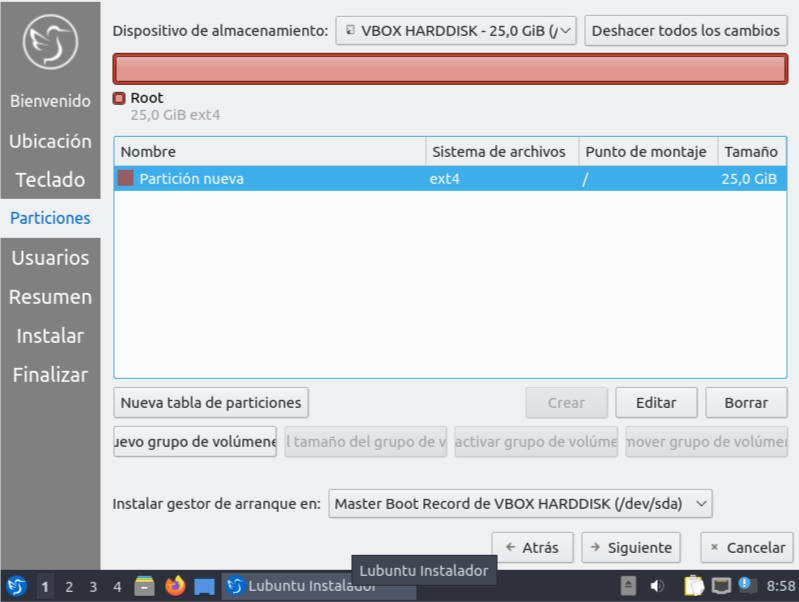 Dispositivo de almacenamiento: VBOX HARDDISK - 25,0 GiB (/ Deshacer todos los cambios
Root
25,0 GiB ext4
Bienvenido
Ubicación
Teclado
Particiones
Usuarios
Resumen
Instalar
Finalizar
Nombre Sistema de archivos Punto de montaje Tamaño
Partición nueva ext4 / 25,0 GiB
Nueva tabla de particiones Crear Editar Borrar
uevo grupo de volúmene l tamaño del grupo de v activar grupo de volúme mover grupo de volúmen
Instalar gestor de arranque en: Master Boot Record de VBOX HARDDISK (/dev/sda)
Atrás Siguiente Cancelar
Lubuntu Instalador
1 2 3 4 Lubuntu Instalador 8:58